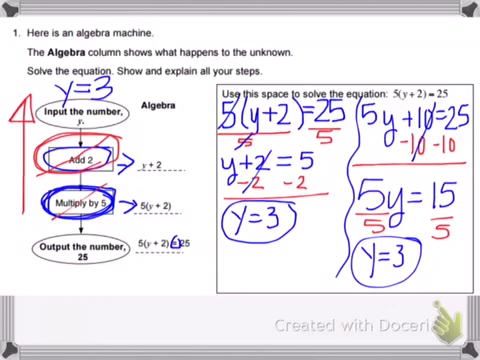 1. Here is an algebra machine.
The Algebra column shows what happens to the unknown.
Solve the equation. Show and explain all your steps.
y=3
Algebra
Input the number, y.
Add 2
y + 2
Multiply by 5
5(y + 2)
Output the number, 25
5(y + 2) = 25
Use this space to solve the equation: 5(y + 2) = 25
5(y+2)=25
5 5
y+2=5
-2 -2
y=3
5y+10=25
-10 -10
5y=15
5 5
y=3
Created with Doceri